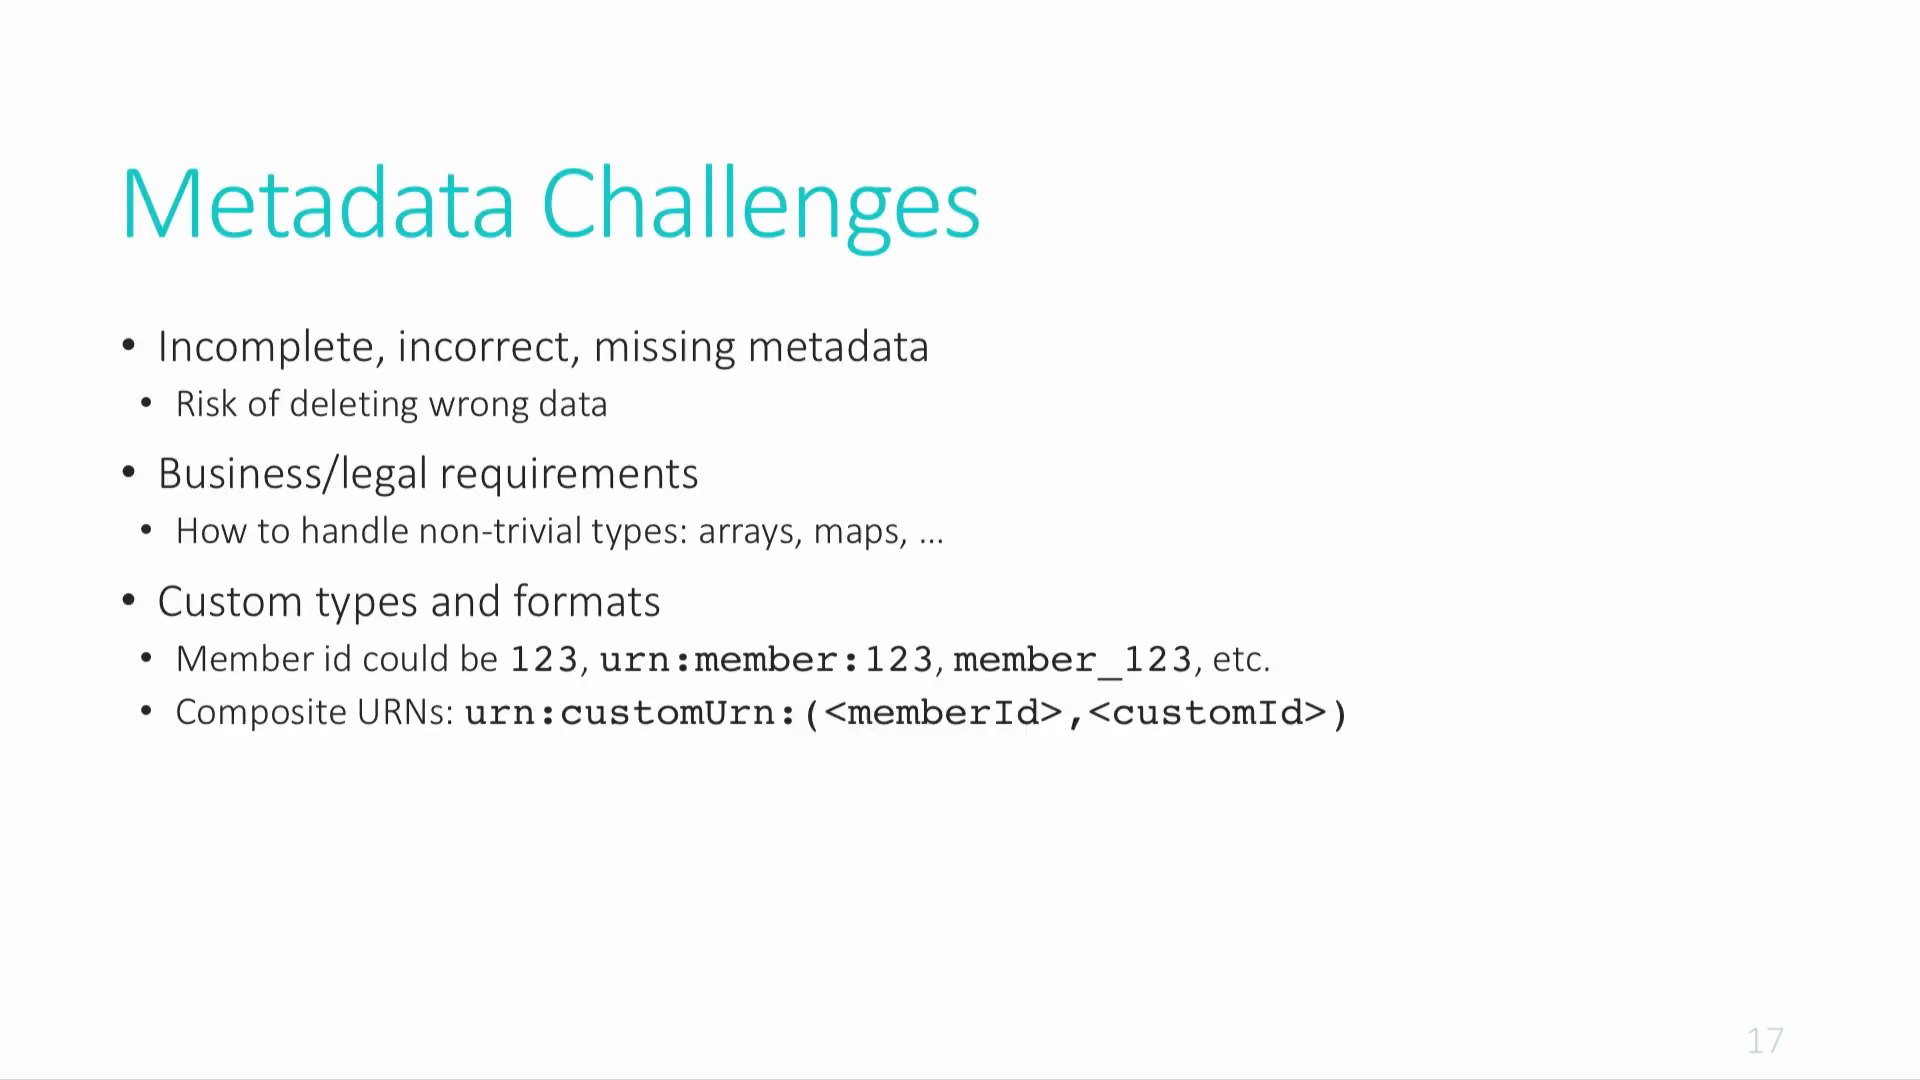 Metadata Challenges
• Incomplete, incorrect, missing metadata
• Risk of deleting wrong data
• Business/legal requirements
• How to handle non-trivial types: arrays, maps, ...
• Custom types and formats
• Member id could be 123, urn:member:123, member_123, etc.
• Composite URNs: urn:customUrn:(<memberId>,<customId>)
17